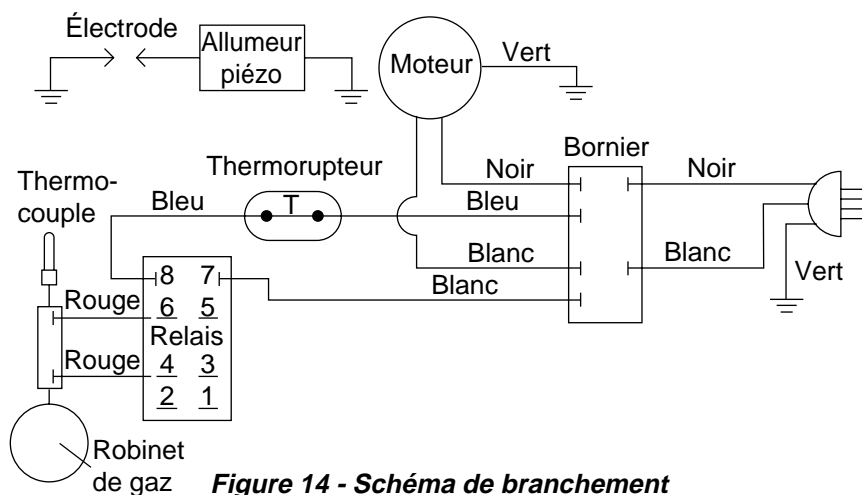 Électrode
Allumeur
piézo
Moteur
Vert
Bornier
Thermorupteur
Noir
Noir
Thermo-
couple
Bleu
T
Bleu
Blanc
Blanc
Blanc
Vert
8 7
Rouge
6 5
Relais
Rouge
4 3
2 1
Robinet
de gaz
Figure 14 - Schéma de branchement